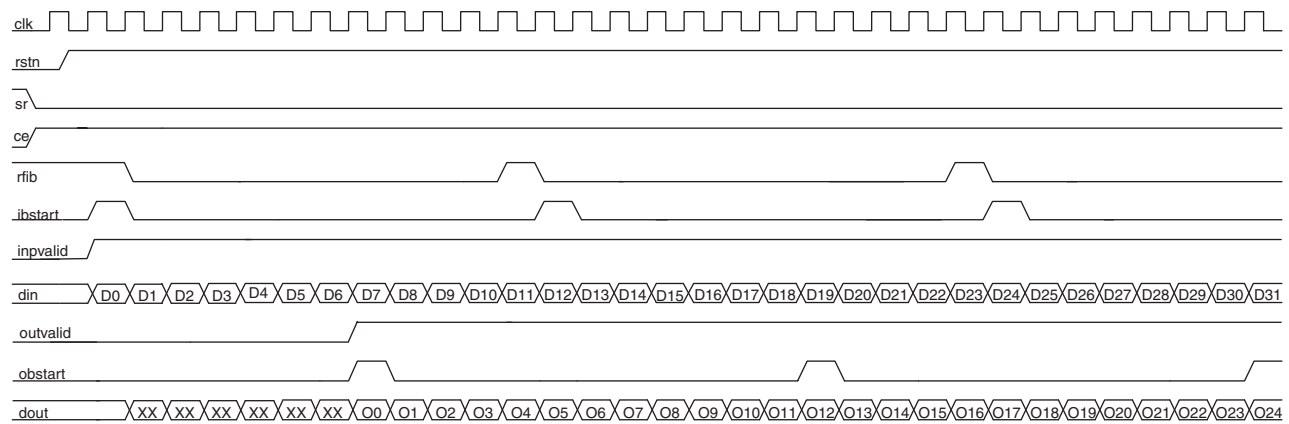 clk
rstn
sr
ce
rfib
ibstart
inpvalid
din D0 D1 D2 D3 D4 D5 D6 D7 D8 D9 D10 D11 D12 D13 D14 D15 D16 D17 D18 D19 D20 D21 D22 D23 D24 D25 D26 D27 D28 D29 D30 D31
outvalid
obstart
dout XX XX XX XX XX XX O0 O1 O2 O3 O4 O5 O6 O7 O8 O9 O10 O11 O12 O13 O14 O15 O16 O17 O18 O19 O20 O21 O22 O23 O24